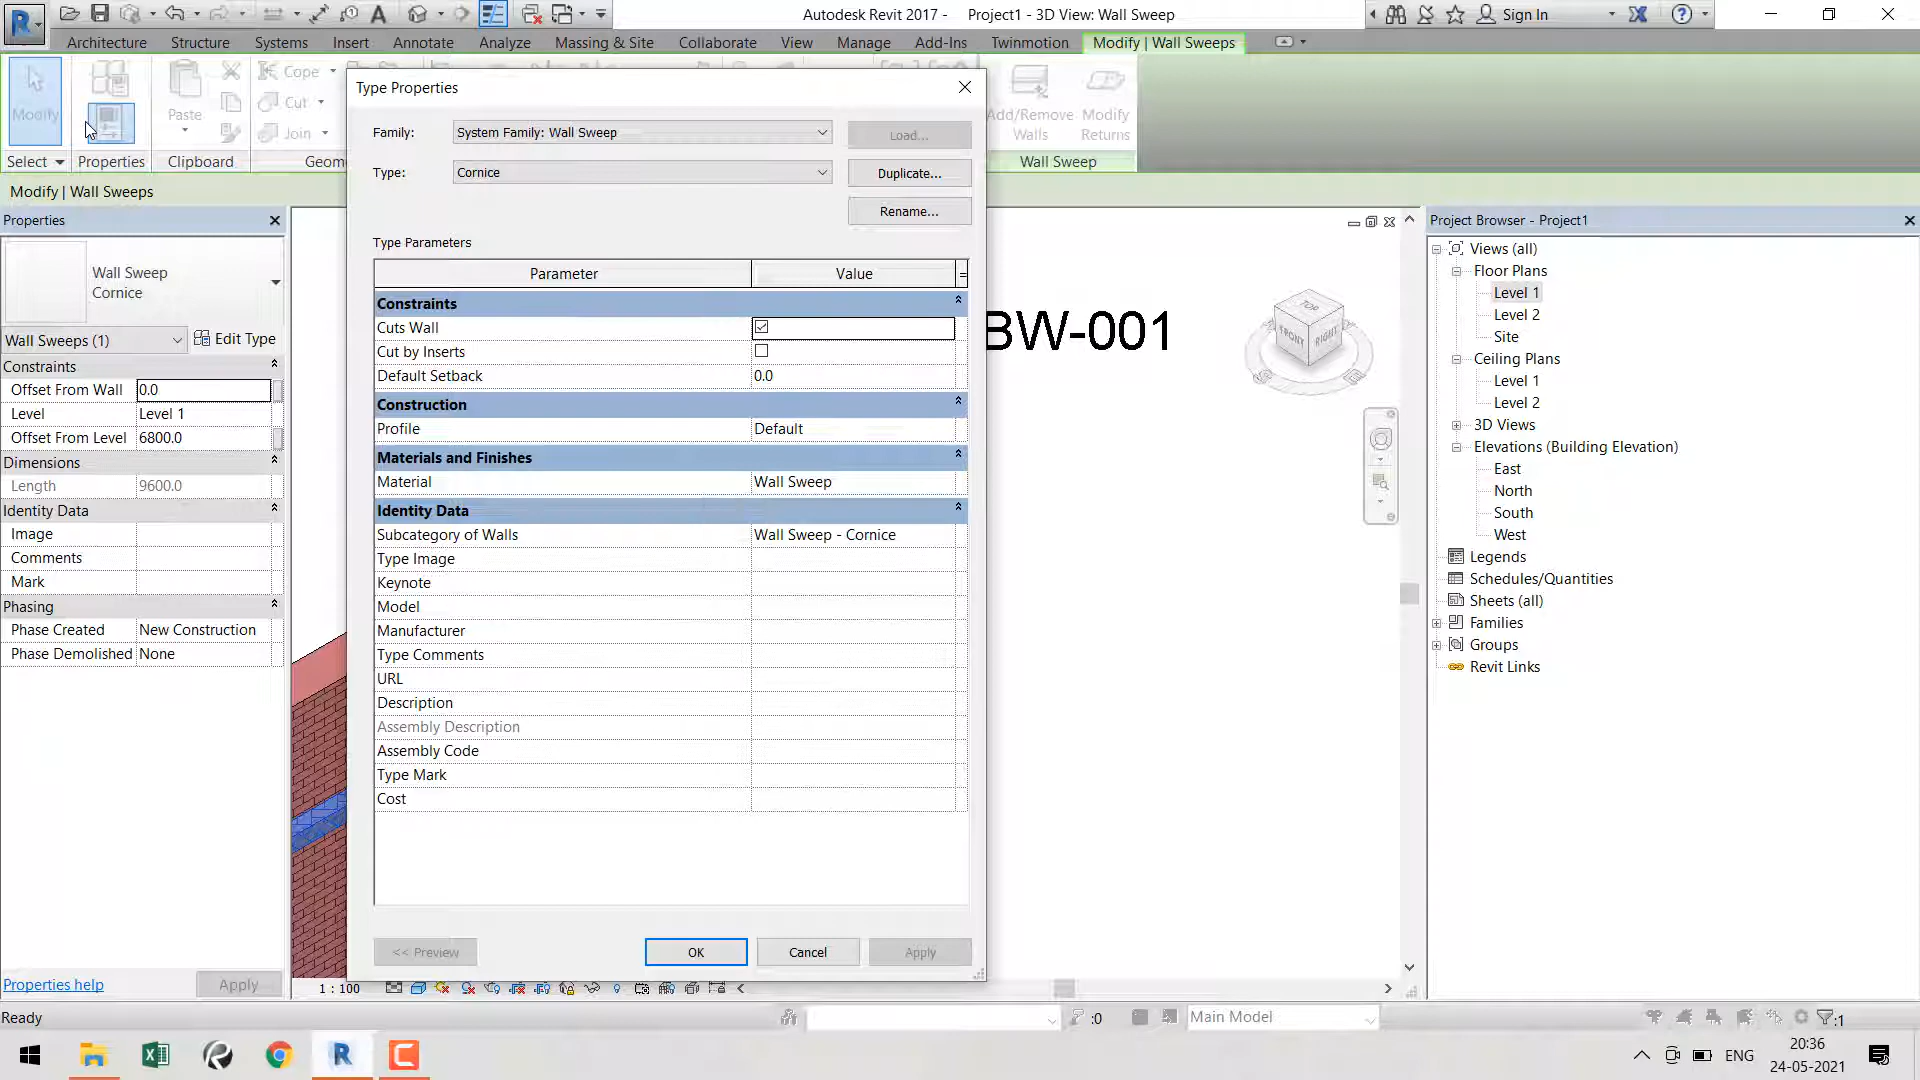 Autodesk Revit 2017 - Project1 - 3D View: Wall Sweep
Sign In
Architecture Structure Systems Insert Annotate Analyze Massing & Site Collaborate View Manage Add-Ins Twinmotion Modify | Wall Sweeps
Modify
Paste
Cope
Cut
Join
Add/Remove Walls
Modify Returns
Select Properties Clipboard Geom Wall Sweep
Modify | Wall Sweeps
Properties
Wall Sweep
Cornice
Wall Sweeps (1) Edit Type
Constraints
Offset From Wall 0.0
Level Level 1
Offset From Level 6800.0
Dimensions
Length 9600.0
Identity Data
Image
Comments
Mark
Phasing
Phase Created New Construction
Phase Demolished None
Properties help Apply
Type Properties
Family: System Family: Wall Sweep Load...
Type: Cornice Duplicate...
Rename...
Type Parameters
Parameter Value =
Constraints
Cuts Wall
Cut by Inserts
Default Setback 0.0
Construction
Profile Default
Materials and Finishes
Material Wall Sweep
Identity Data
Subcategory of Walls Wall Sweep - Cornice
Type Image
Keynote
Model
Manufacturer
Type Comments
URL
Description
Assembly Description
Assembly Code
Type Mark
Cost
<< Preview OK Cancel Apply
BW-001
TOP
FRONT RIGHT
Project Browser - Project1
Views (all)
Floor Plans
Level 1
Level 2
Site
Ceiling Plans
Level 1
Level 2
3D Views
Elevations (Building Elevation)
East
North
South
West
Legends
Schedules/Quantities
Sheets (all)
Families
Groups
Revit Links
1 : 100
Ready
:0
Main Model
:1
ENG
20:36
24-05-2021